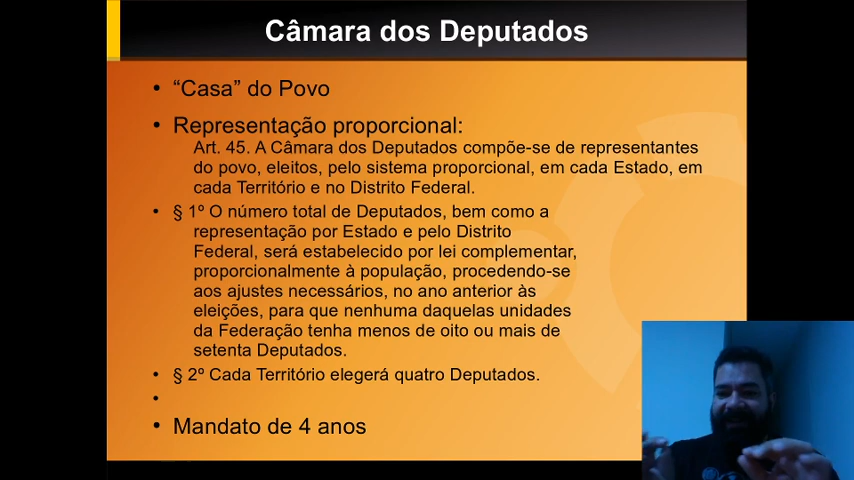 Câmara dos Deputados
• “Casa” do Povo
• Representação proporcional:
Art. 45. A Câmara dos Deputados compõe-se de representantes
do povo, eleitos, pelo sistema proporcional, em cada Estado, em
cada Território e no Distrito Federal.
• § 1º O número total de Deputados, bem como a
representação por Estado e pelo Distrito
Federal, será estabelecido por lei complementar,
proporcionalmente à população, procedendo-se
aos ajustes necessários, no ano anterior às
eleições, para que nenhuma daquelas unidades
da Federação tenha menos de oito ou mais de
setenta Deputados.
• § 2º Cada Território elegerá quatro Deputados.
•
• Mandato de 4 anos